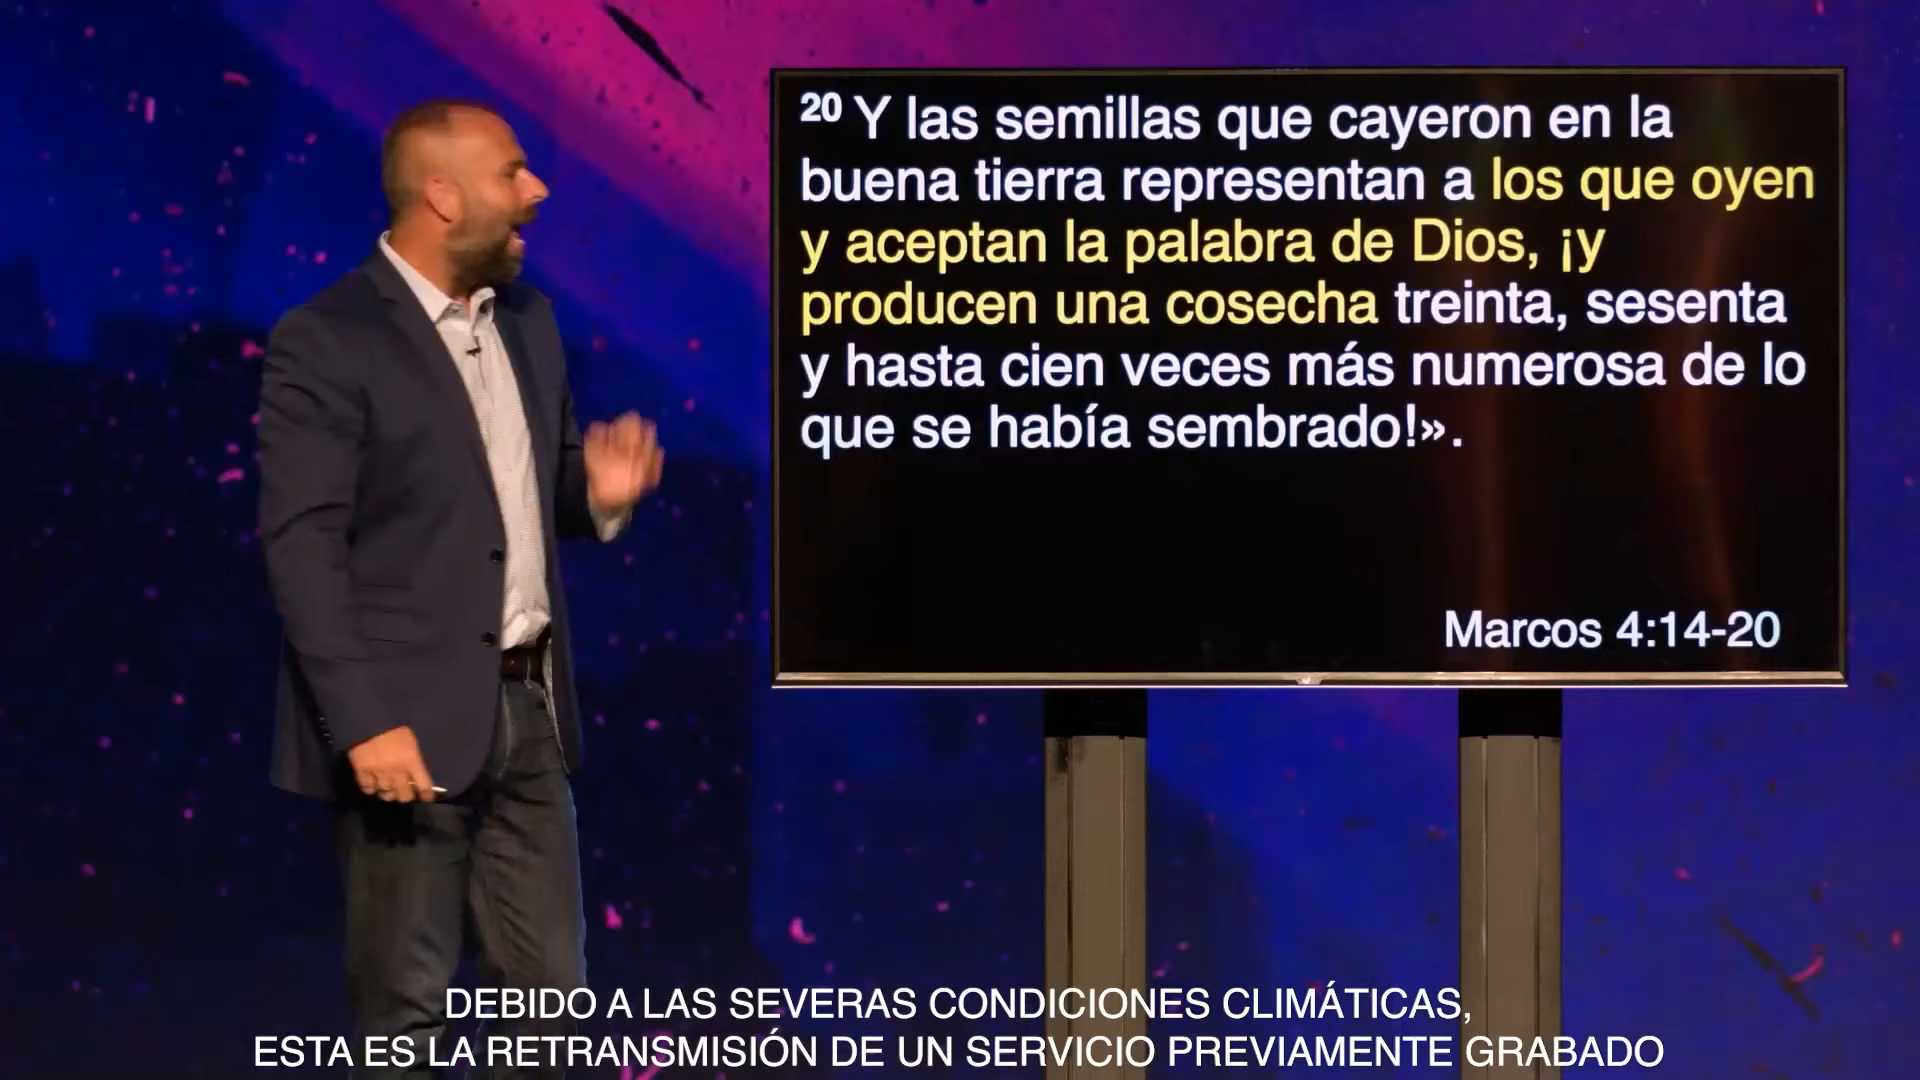 20 Y las semillas que cayeron en la
buena tierra representan a los que oyen
y aceptan la palabra de Dios, ¡y
producen una cosecha treinta, sesenta
y hasta cien veces más numerosa de lo
que se había sembrado!».
Marcos 4:14-20
DEBIDO A LAS SEVERAS CONDICIONES CLIMÁTICAS,
ESTA ES LA RETRANSMISIÓN DE UN SERVICIO PREVIAMENTE GRABADO